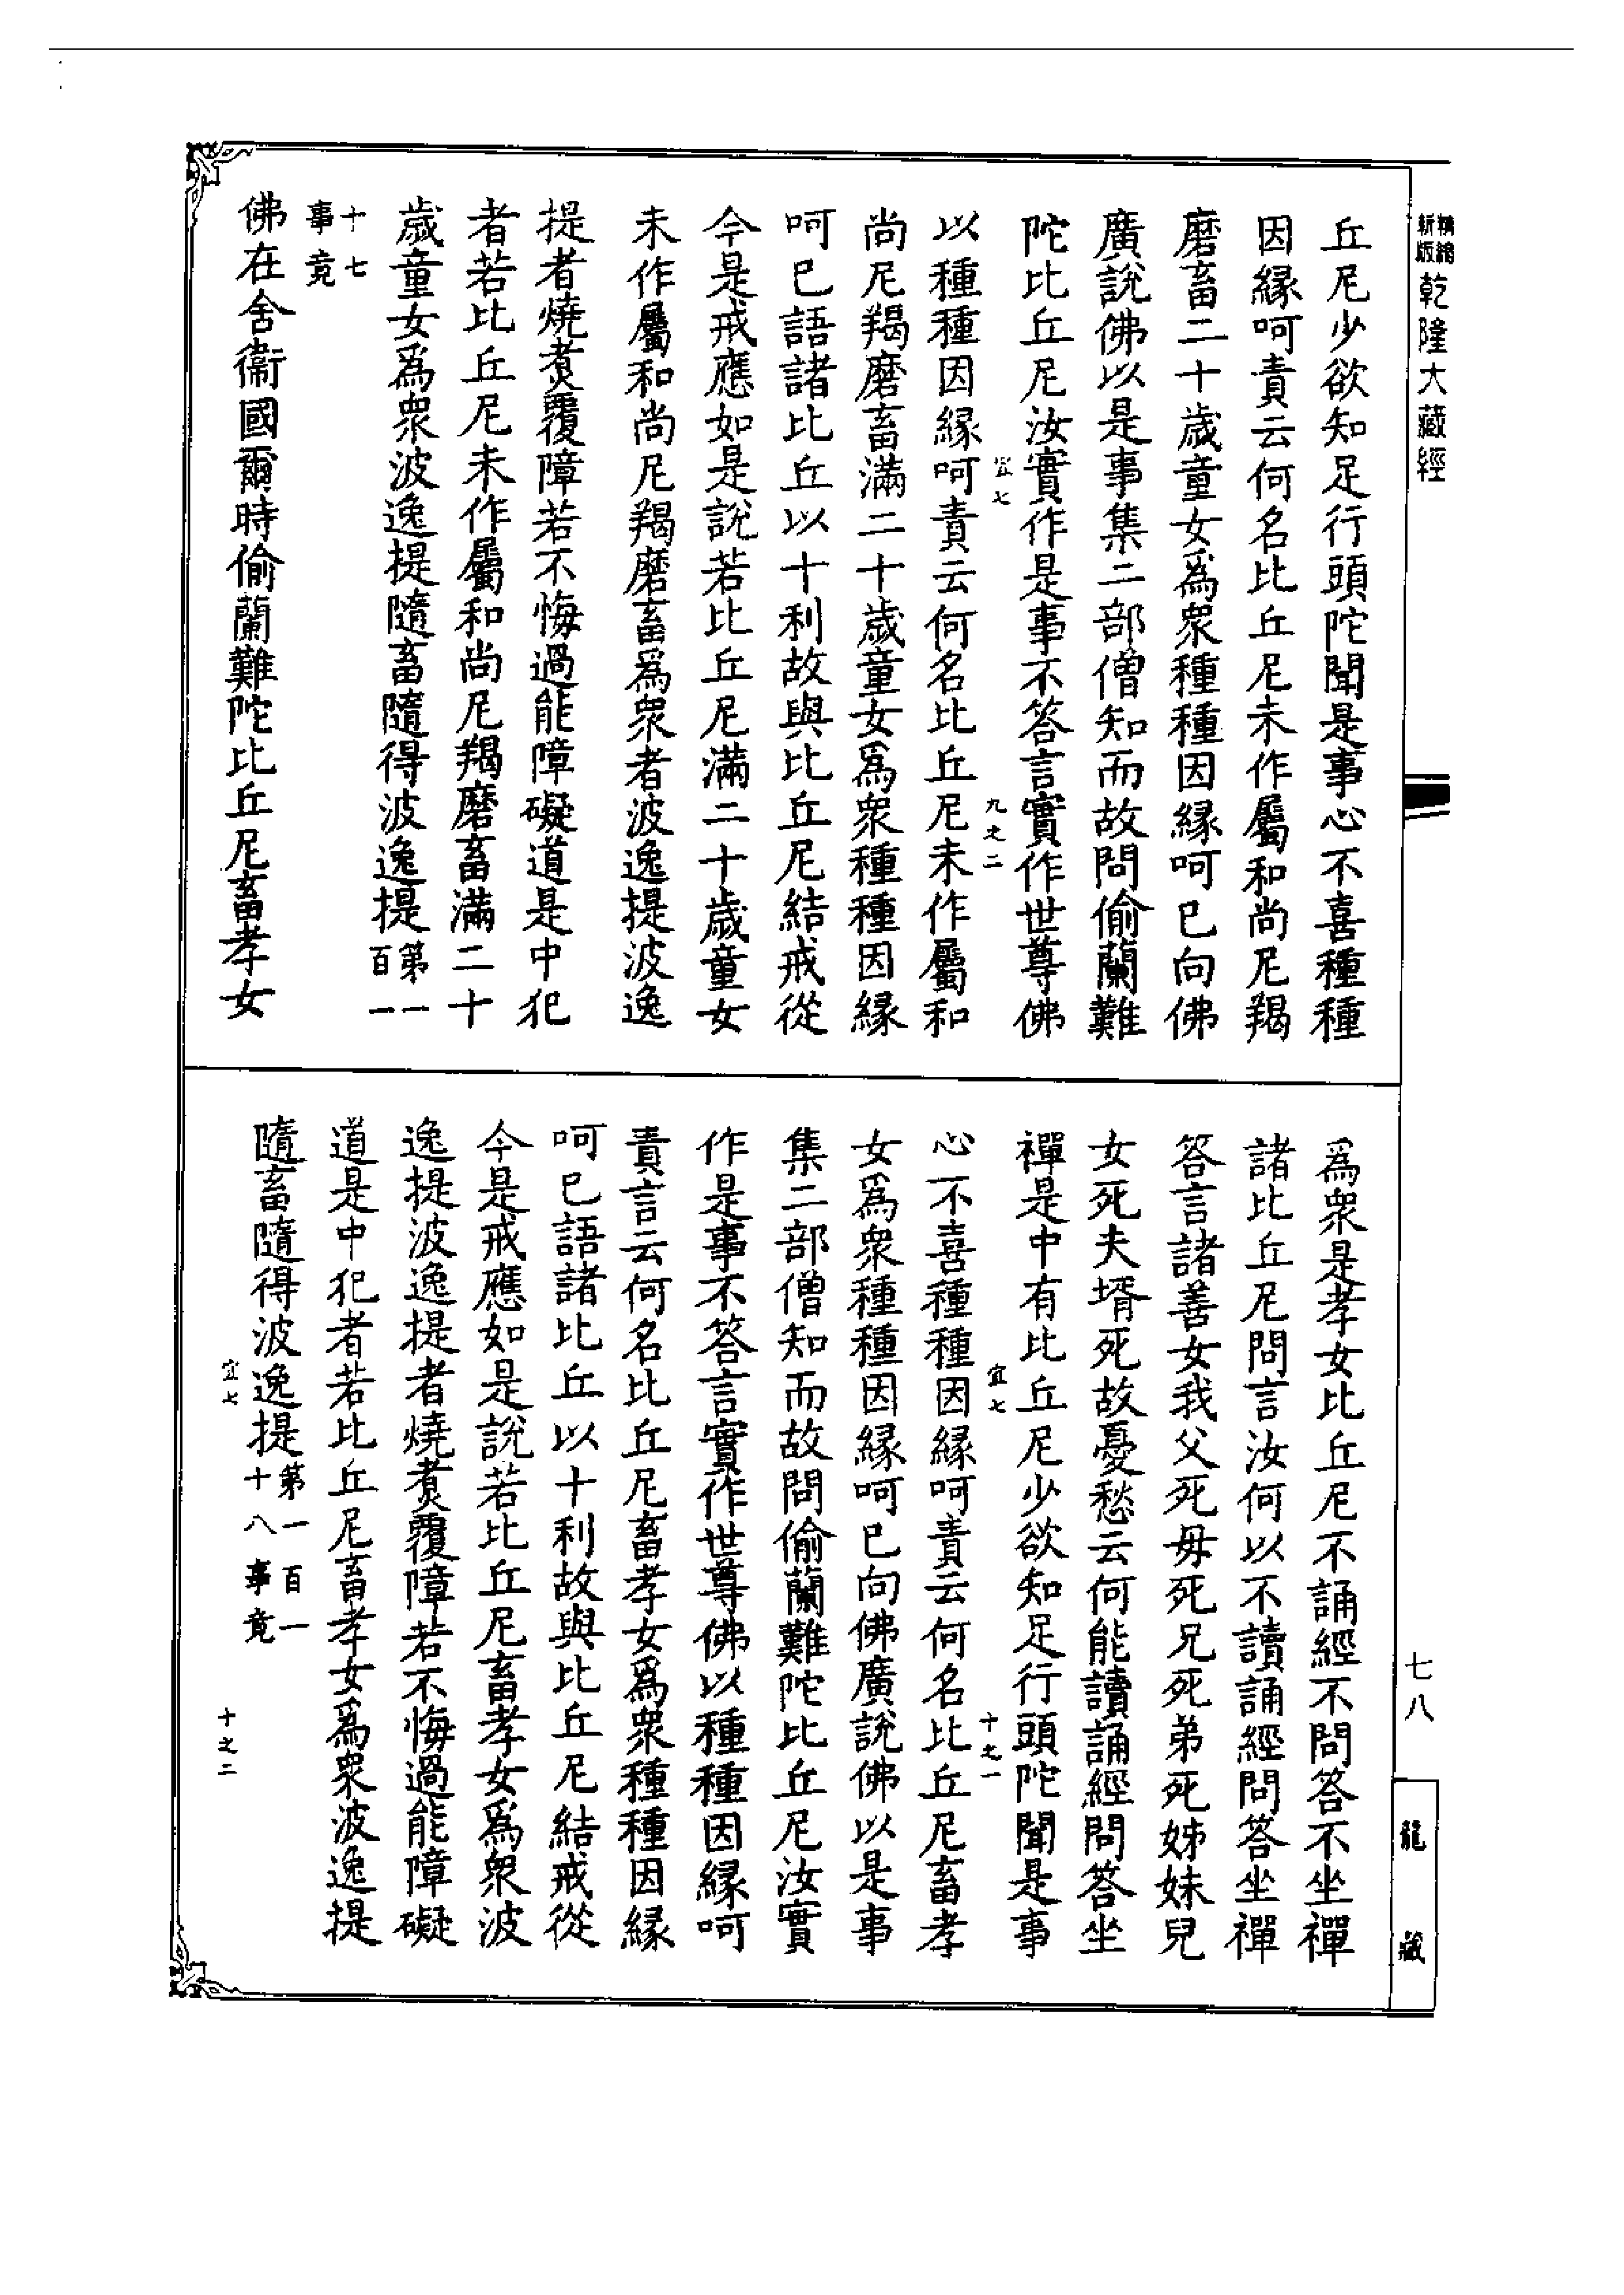 精縮新版乾隆大藏經
丘尼少欲知足行頭陀聞是事心不喜種種
因緣呵責云何名比丘尼未作屬和尚尼羯
磨畜二十歲童女爲衆種種因緣呵已向佛
廣說佛以是事集二部僧知而故問偷蘭難
陀比丘尼汝實作是事不答言實作世尊佛
宜七 九之二
以種種因緣呵責云何名比丘尼未作屬和
尚尼羯磨畜滿二十歲童女爲衆種種因緣
呵已語諸比丘以十利故與比丘尼結戒從
今是戒應如是說若比丘尼滿二十歲童女
未作屬和尚尼羯磨畜爲衆者波逸提波逸
提者燒煑覆障若不悔過能障礙道是中犯
者若比丘尼未作屬和尚尼羯磨畜滿二十
歲童女爲衆波逸提隨畜隨得波逸提第一百一
十七事竟
佛在舍衞國爾時偷蘭難陀比丘尼畜孝女
爲衆是孝女比丘尼不誦經不問答不坐禪
諸比丘尼問言汝何以不讀誦經問答坐禪
答言諸善女我父死母死兄死弟死姊妹兒
女死夫壻死故憂愁云何能讀誦經問答坐
禪是中有比丘尼少欲知足行頭陀聞是事
宜七 十之一
心不喜種種因緣呵責云何名比丘尼畜孝
女爲衆種種因緣呵已向佛廣說佛以是事
集二部僧知而故問偷蘭難陀比丘尼汝實
作是事不答言實作世尊佛以種種因緣呵
責言云何名比丘尼畜孝女爲衆種種因緣
呵已語諸比丘以十利故與比丘尼結戒從
今是戒應如是說若比丘尼畜孝女爲衆波
逸提波逸提者燒煑覆障若不悔過能障礙
道是中犯者若比丘尼畜孝女爲衆波逸提
隨畜隨得波逸提第一百一十八事竟
宜七 十之二
七八
龍藏